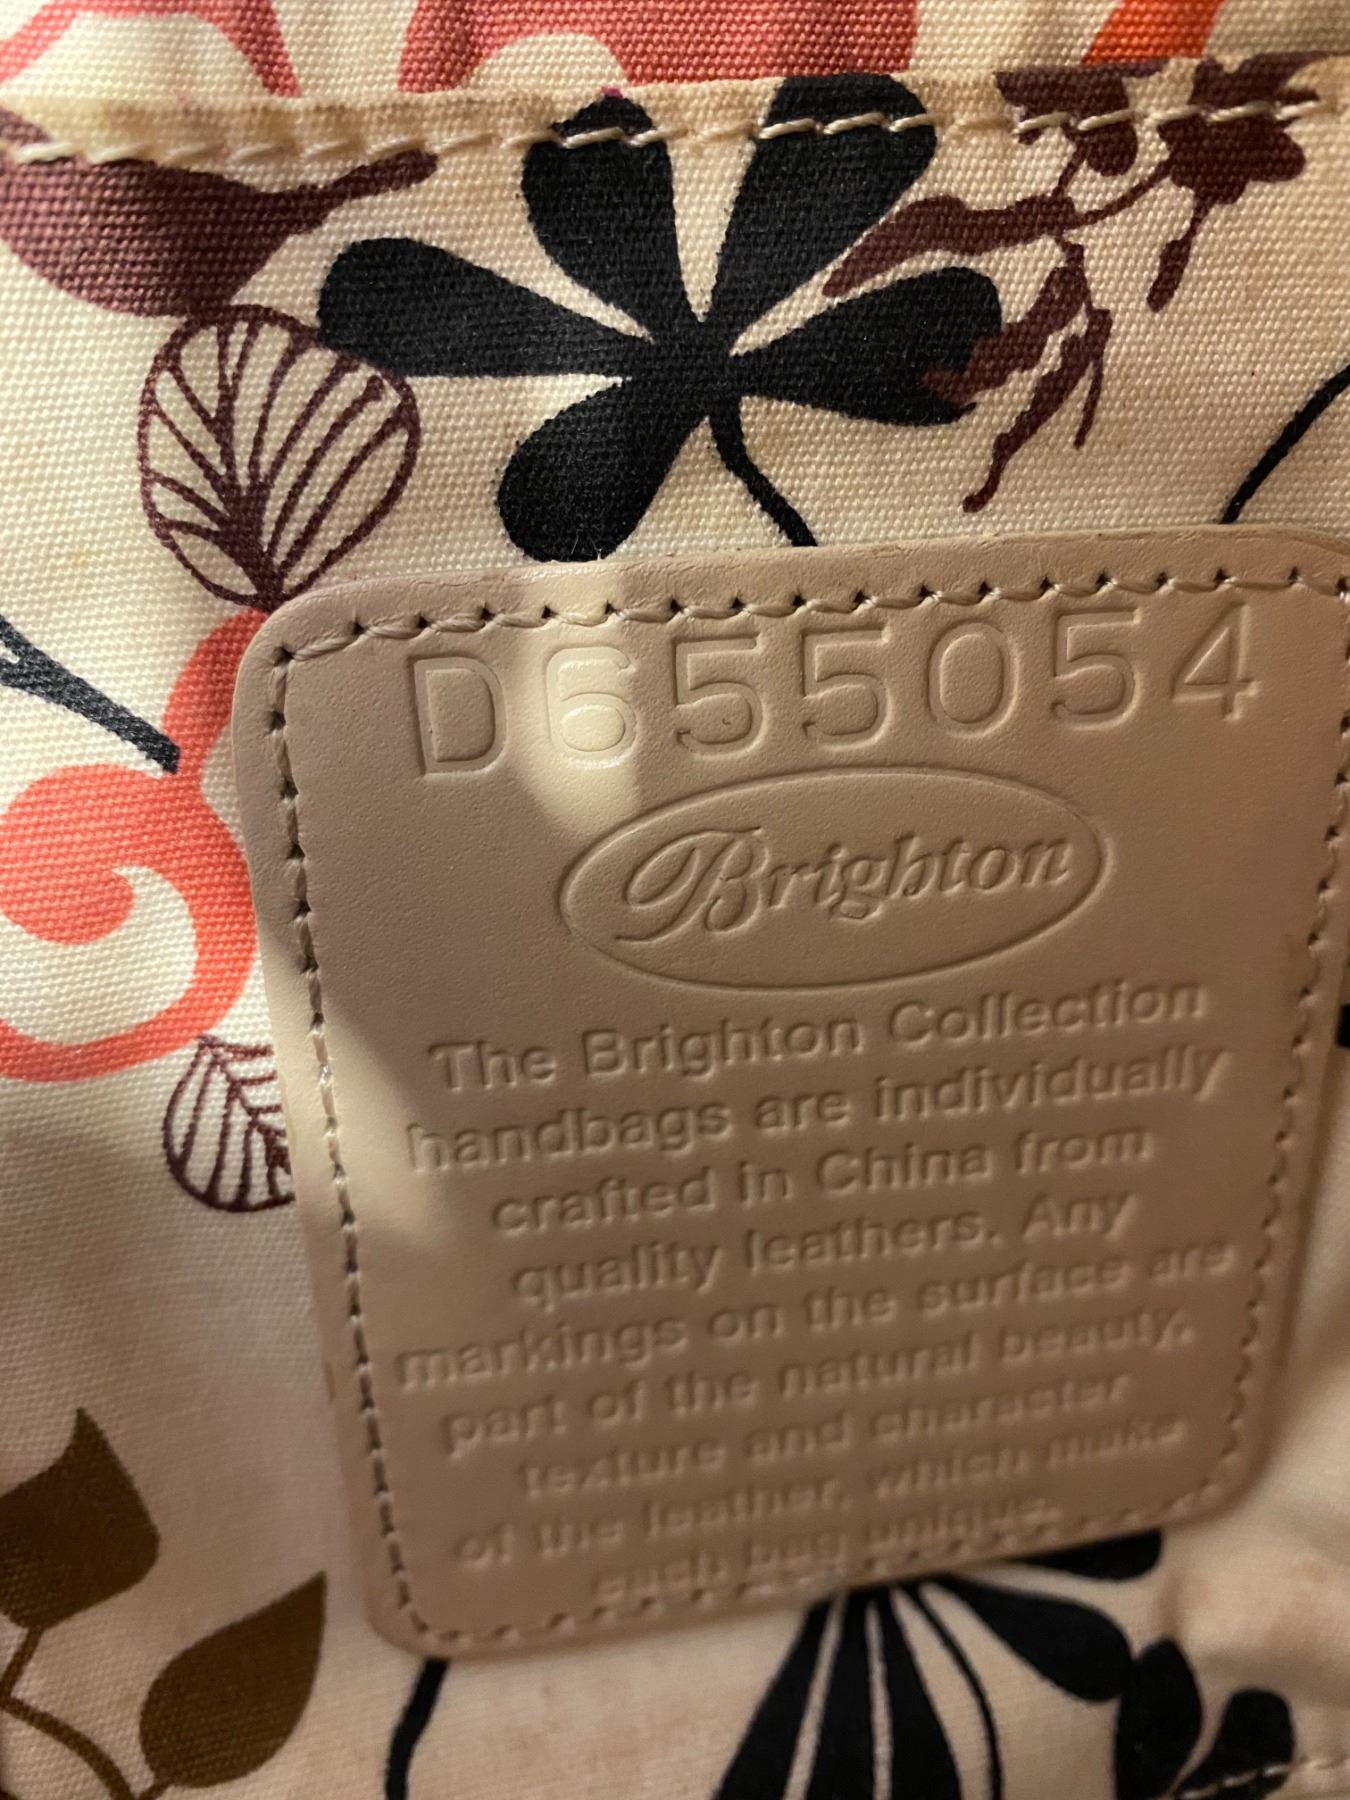 D655054
Brighton
The Brighton Collection
handbags are individually
crafted in China from
quality leathers. Any
markings on the surface are
part of the natural beauty,
texture and character
of the leather, which make
each bag unique.